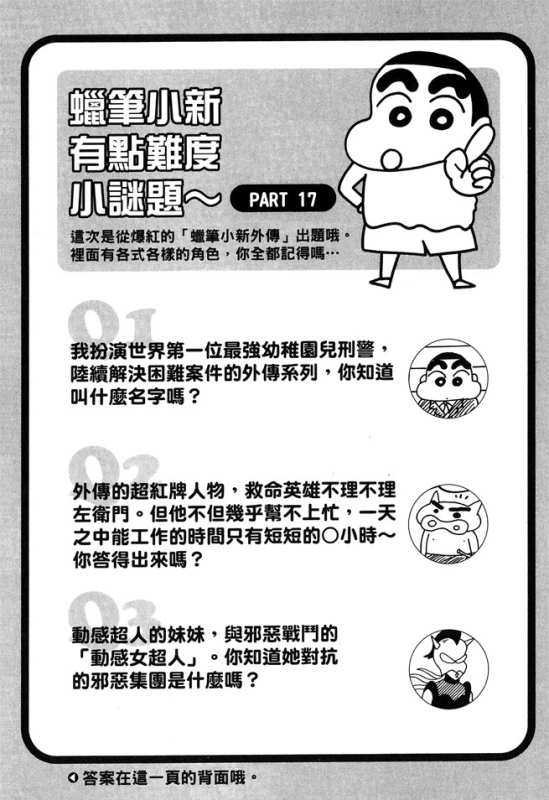 蠟筆小新
有點難度
小謎題～ PART 17
這次是從爆紅的「蠟筆小新外傳」出題哦。
裡面有各式各樣的角色，你全都記得嗎…
Q1
我扮演世界第一位最強幼稚園兒刑警，
陸續解決困難案件的外傳系列，你知道
叫什麼名字嗎？
Q2
外傳的超紅牌人物，救命英雄不理不理
左衛門。但他不但幾乎幫不上忙，一天
之中能工作的時間只有短短的○小時～
你答得出來嗎？
Q3
動感超人的妹妹，與邪惡戰鬥的
「動感女超人」。你知道她對抗
的邪惡集團是什麼嗎？
答案在這一頁的背面哦。